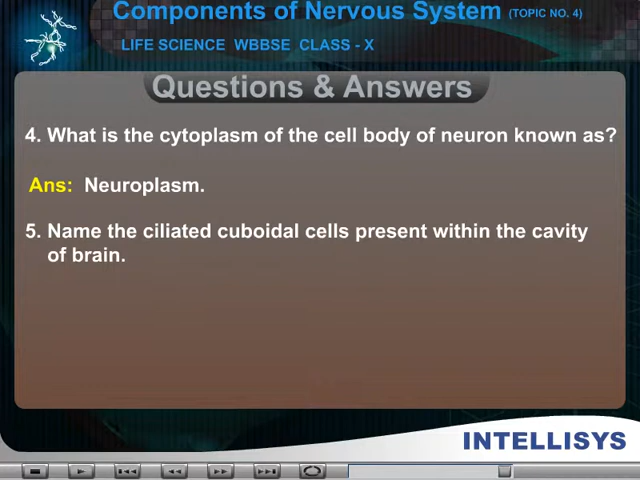 Components of Nervous System (TOPIC NO. 4)
LIFE SCIENCE WBBSE CLASS - X
Questions & Answers
4. What is the cytoplasm of the cell body of neuron known as?
Ans: Neuroplasm.
5. Name the ciliated cuboidal cells present within the cavity
of brain.
INTELLISYS